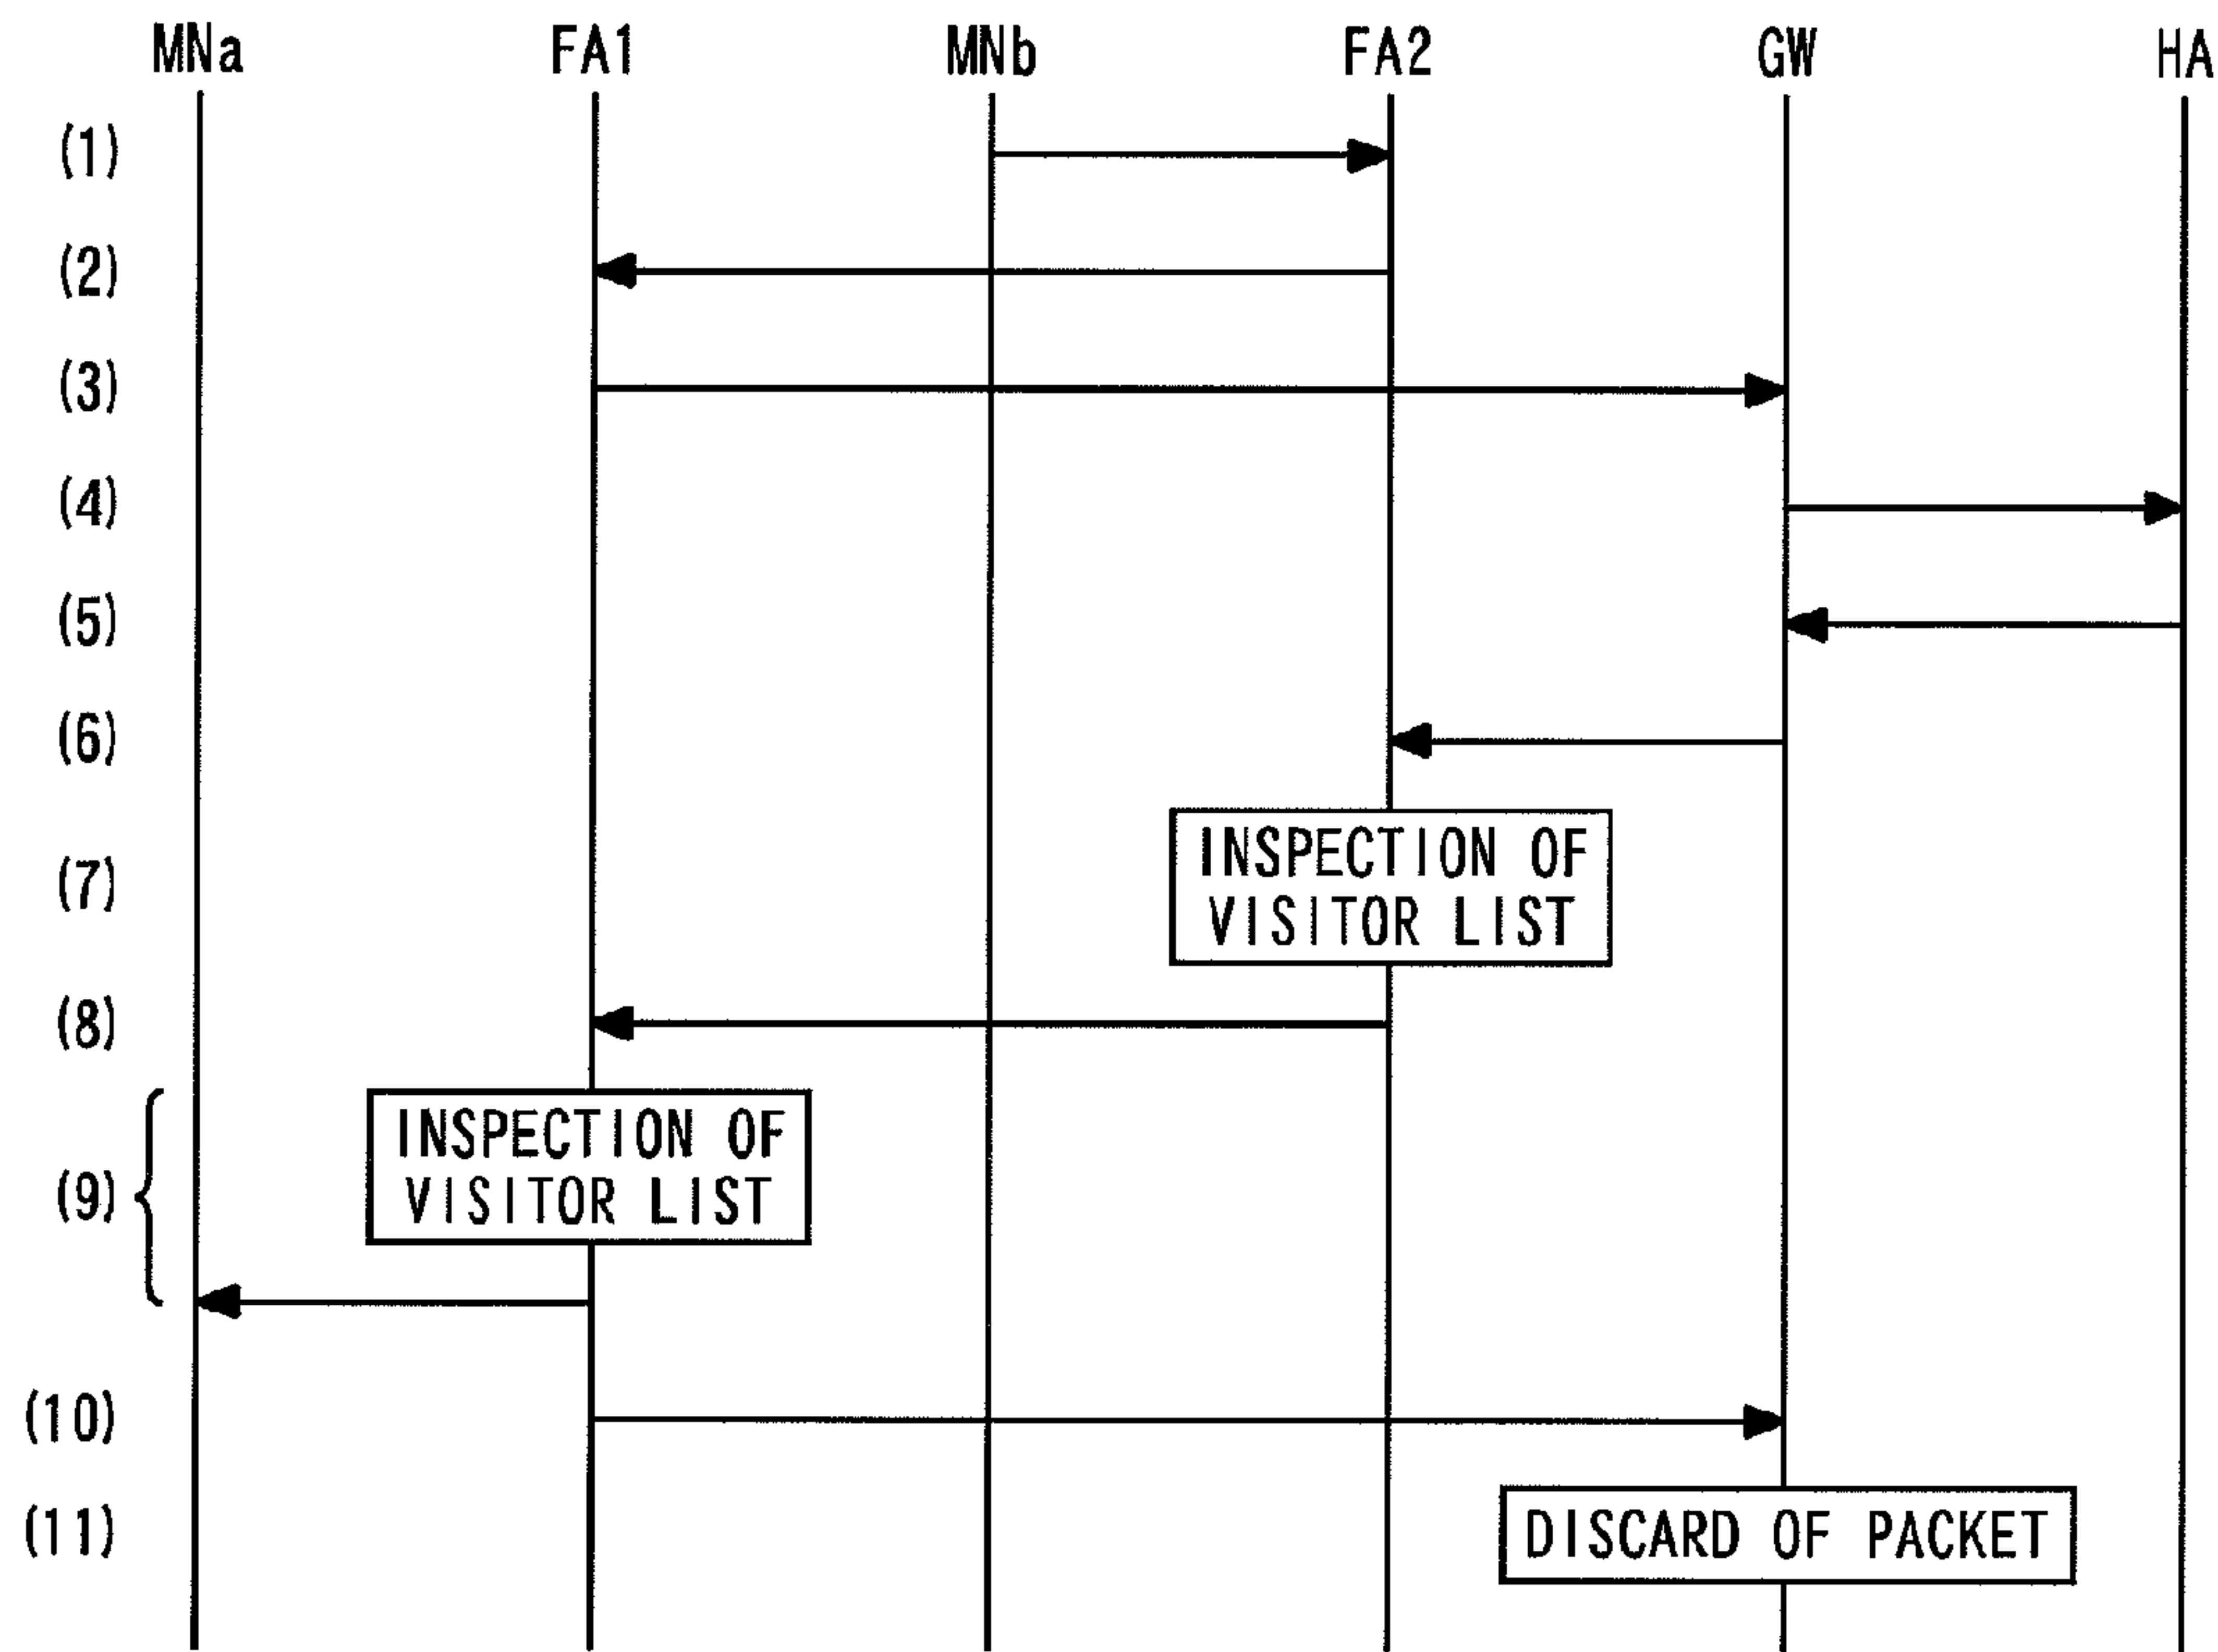 MNa FA1 MNb FA2 GW HA
(1)
(2)
(3)
(4)
(5)
(6)
(7)
INSPECTION OF
VISITOR LIST
(8)
(9)
INSPECTION OF
VISITOR LIST
(10)
(11)
DISCARD OF PACKET